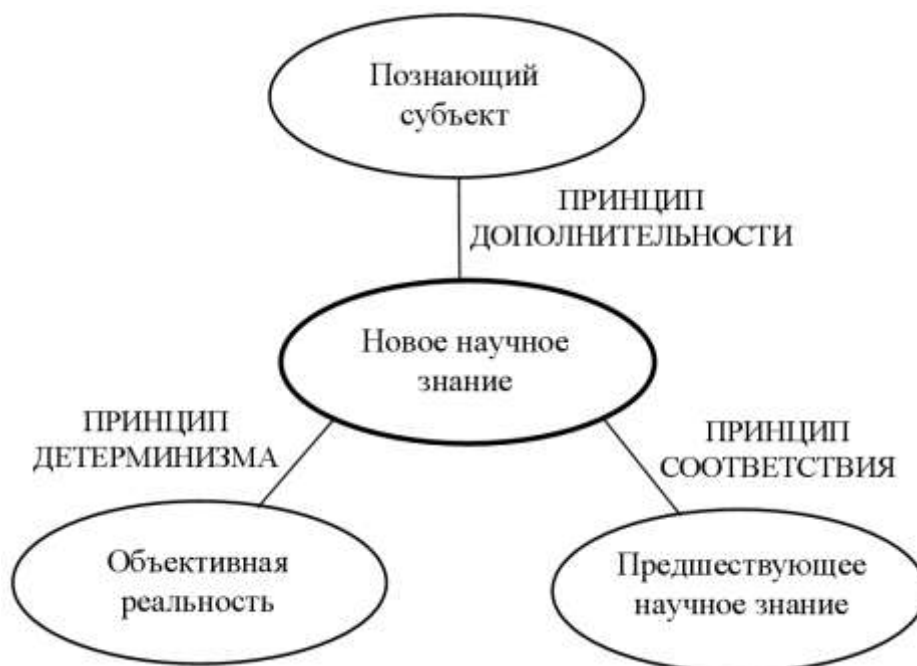 Познающий
субъект
ПРИНЦИП
ДОПОЛНИТЕЛЬНОСТИ
Новое научное
знание
ПРИНЦИП
ДЕТЕРМИНИЗМА
ПРИНЦИП
СООТВЕТСТВИЯ
Объективная
реальность
Предшествующее
научное знание